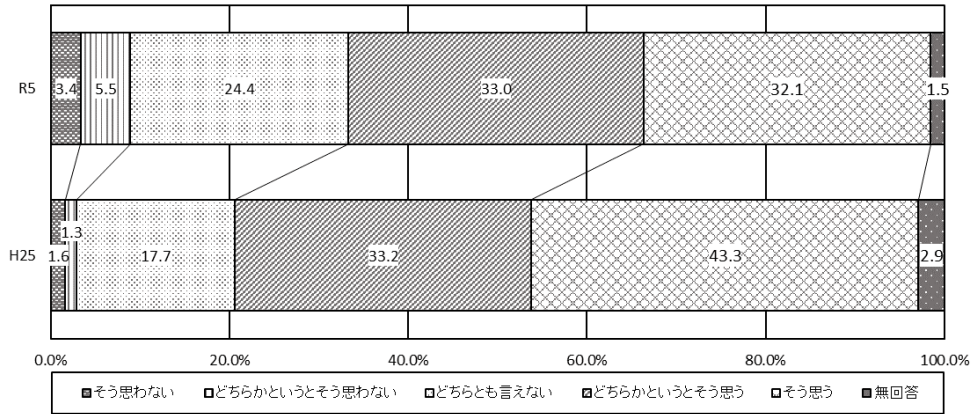 R5
3.4 5.5 24.4 33.0 32.1 1.5
H25
1.6 1.3 17.7 33.2 43.3 2.9
0.0% 20.0% 40.0% 60.0% 80.0% 100.0%
そう思わない どちらかというとそう思わない どちらとも言えない どちらかというとそう思う そう思う 無回答